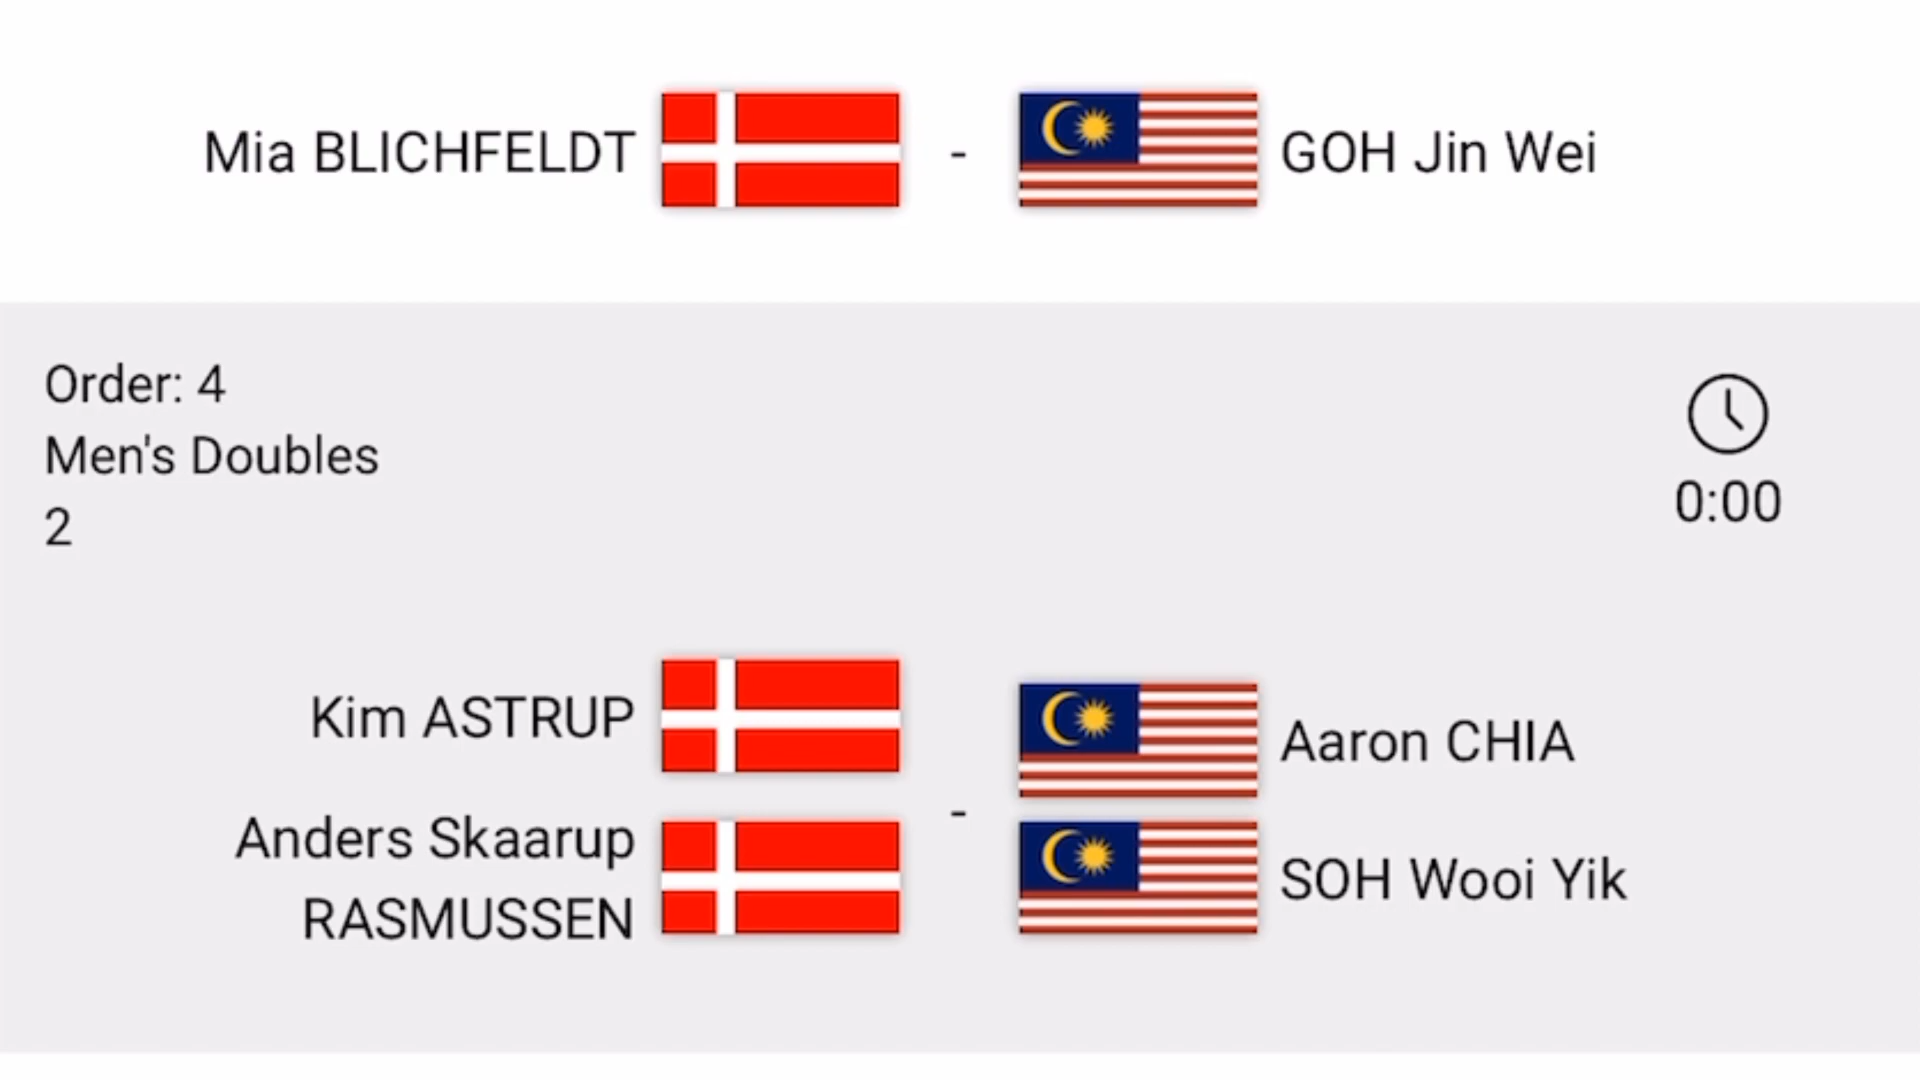 Mia BLICHFELDT - GOH Jin Wei
Order: 4
Men's Doubles
2
0:00
Kim ASTRUP
Anders Skaarup
RASMUSSEN
-
Aaron CHIA
SOH Wooi Yik